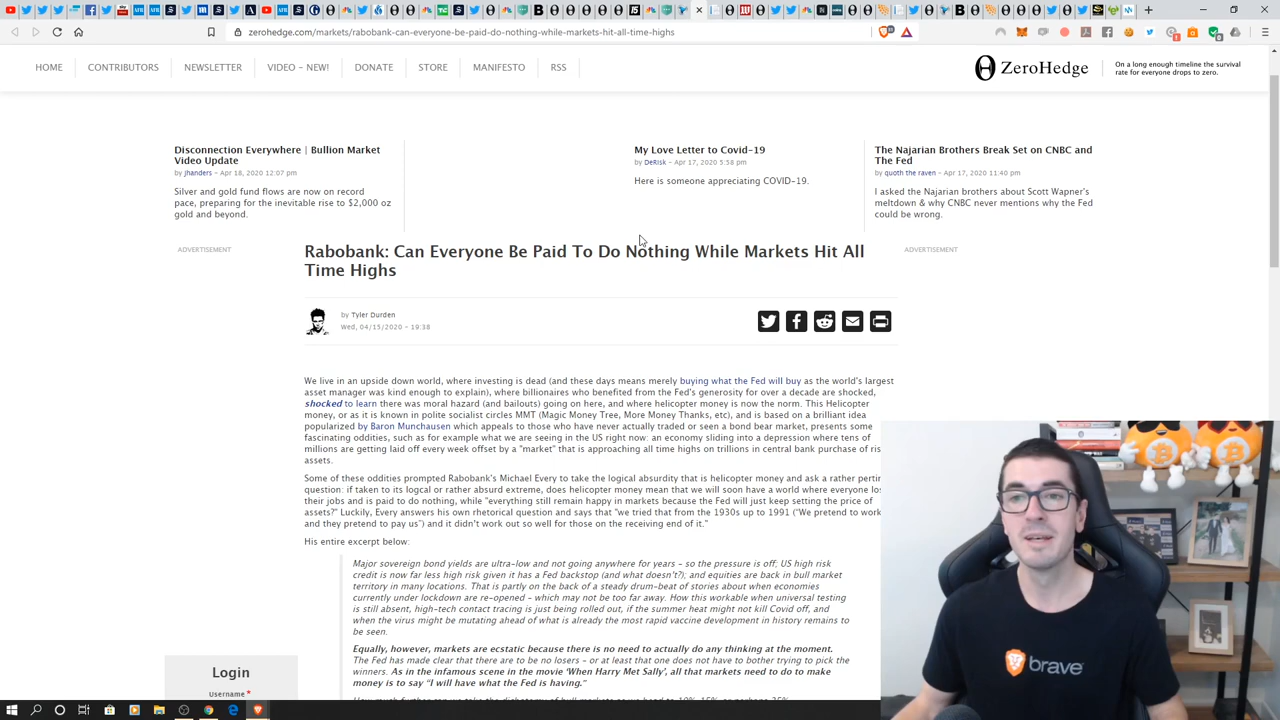 zerohedge.com/markets/rabobank-can-everyone-be-paid-do-nothing-while-markets-hit-all-time-highs
HOME
CONTRIBUTORS
NEWSLETTER
VIDEO - NEW!
DONATE
STORE
MANIFESTO
RSS
ZeroHedge
On a long enough timeline the survival
rate for everyone drops to zero.
Disconnection Everywhere | Bullion Market
Video Update
by jhanders - Apr 18, 2020 12:07 pm
Silver and gold fund flows are now on record
pace, preparing for the inevitable rise to $2,000 oz
gold and beyond.
My Love Letter to Covid-19
by DeRisk - Apr 17, 2020 5:38 pm
Here is someone appreciating COVID-19.
The Najarian Brothers Break Set on CNBC and
The Fed
by quoth the raven - Apr 17, 2020 11:40 pm
I asked the Najarian brothers about Scott Wapner's
meltdown & why CNBC never mentions why the Fed
could be wrong.
ADVERTISEMENT
ADVERTISEMENT
Rabobank: Can Everyone Be Paid To Do Nothing While Markets Hit All
Time Highs
by Tyler Durden
Wed, 04/15/2020 - 19:38
We live in an upside down world, where investing is dead (and these days means merely buying what the Fed will buy as the world's largest
asset manager was kind enough to explain), where billionaires who benefited from the Fed's generosity for over a decade are shocked,
shocked to learn there was moral hazard (and bailouts) going on here, and where helicopter money is now the norm. This Helicopter
money, or as it is known in polite socialist circles MMT (Magic Money Tree, More Money Thanks, etc), and is based on a brilliant idea
popularized by Baron Munchausen which appeals to those who have never actually traded or seen a bond bear market, presents some
fascinating oddities, such as for example what we are seeing in the US right now: an economy sliding into a depression where tens of
millions are getting laid off every week offset by a "market" that is approaching all time highs on trillions in central bank purchase of ris
assets.
Some of these oddities prompted Rabobank's Michael Every to take the logical absurdity that is helicopter money and ask a rather perti
question: if taken to its logcal or rather absurd extreme, does helicopter money mean that we will soon have a world where everyone los
their jobs and is paid to do nothing, while "everything still remain happy in markets because the Fed will just keep setting the price of
assets?" Luckily, Every answers his own rhetorical question and says that "we tried that from the 1930s up to 1991 ("We pretend to work
and they pretend to pay us") and it didn't work out so well for those on the receiving end of it."
His entire excerpt below:
Major sovereign bond yields are ultra-low and not going anywhere for years - so the pressure is off; US high risk
credit is now far less high risk given it has a Fed backstop (and what doesn't?); and equities are back in bull market
territory in many locations. That is partly on the back of a steady drum-beat of stories about when economies
currently under lockdown are re-opened - which may not be too far away. How this workable when universal testing
is still absent, high-tech contact tracing is just being rolled out, if the summer heat might not kill Covid off, and
when the virus might be mutating ahead of what is already the most rapid vaccine development in history remains to
be seen.
Equally, however, markets are ecstatic because there is no need to actually do any thinking at the moment.
The Fed has made clear that there are to be no losers - or at least that one does not have to bother trying to pick the
winners. As in the infamous scene in the movie 'When Harry Met Sally', all that markets need to do to make
money is to say "I will have what the Fed is having."
Login
Username *
brave